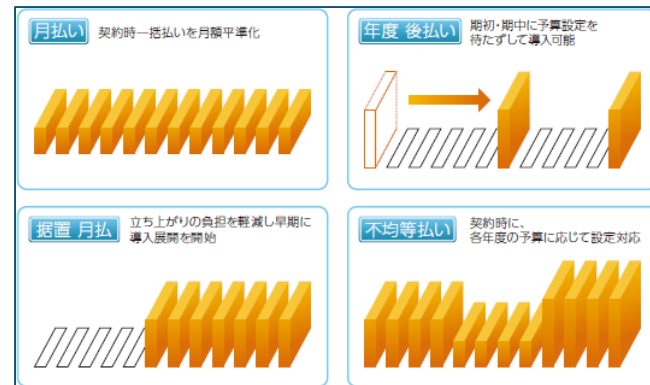 月払い
契約時一括払いを月額平準化
年度 後払い
期初・期中に予算設定を
待たずして導入可能
据置 月払
立ち上がりの負担を軽減し早期に
導入展開を開始
不均等払い
契約時に、
各年度の予算に応じて設定対応